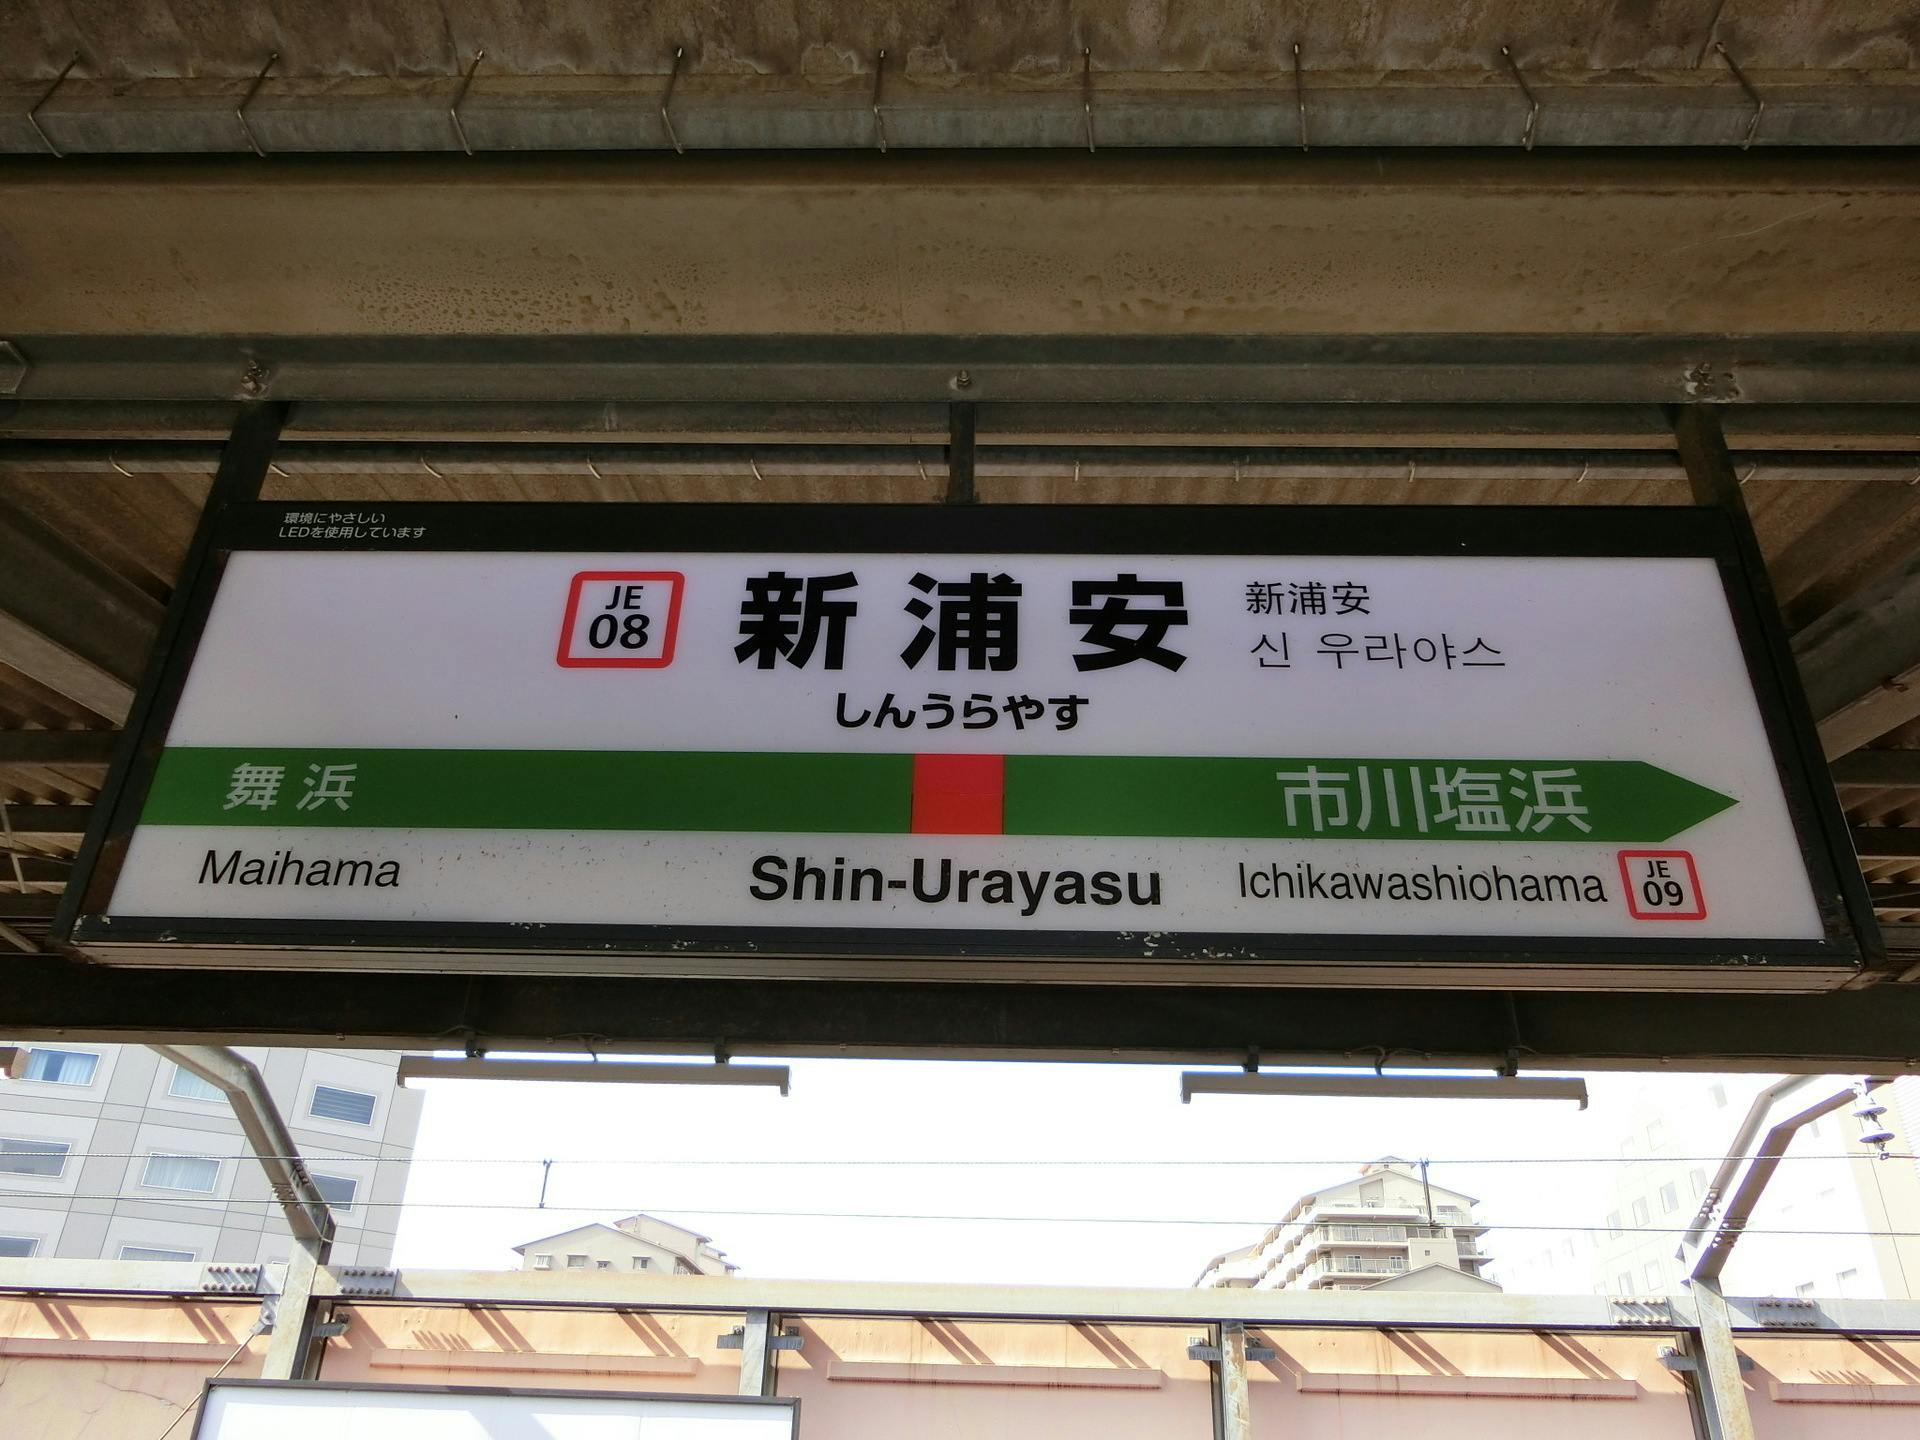 環境にやさしい
LEDを使用しています
JE
08
新浦安
新浦安
신 우라야스
しんうらやす
舞浜
市川塩浜
Maihama
Shin-Urayasu
Ichikawashiohama
JE
09